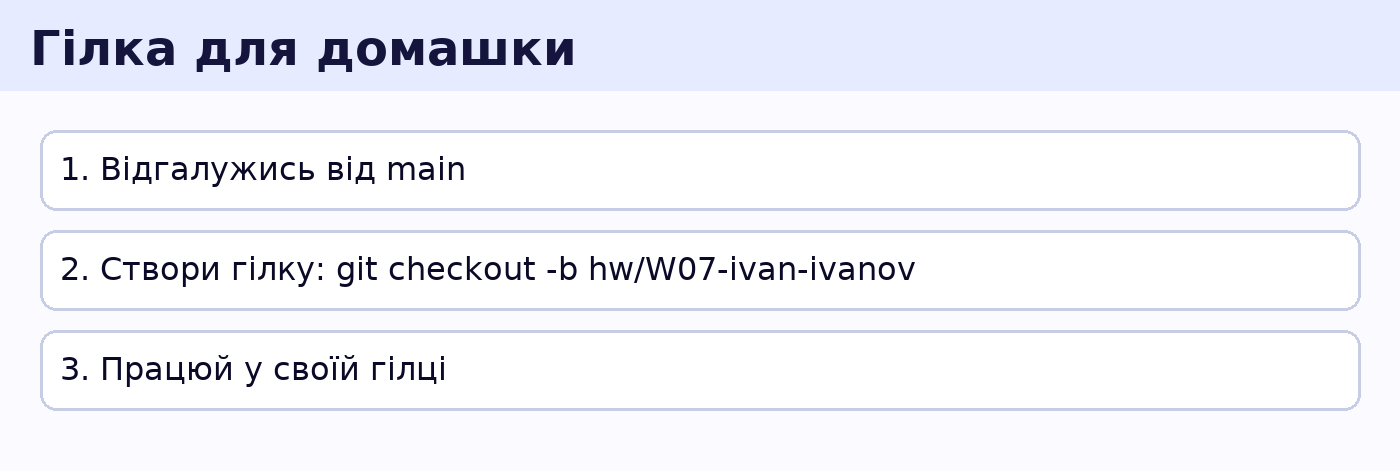 Гілка для домашки
1. Відгалужись від main
2. Створи гілку: git checkout -b hw/W07-ivan-ivanov
3. Працюй у своїй гілці